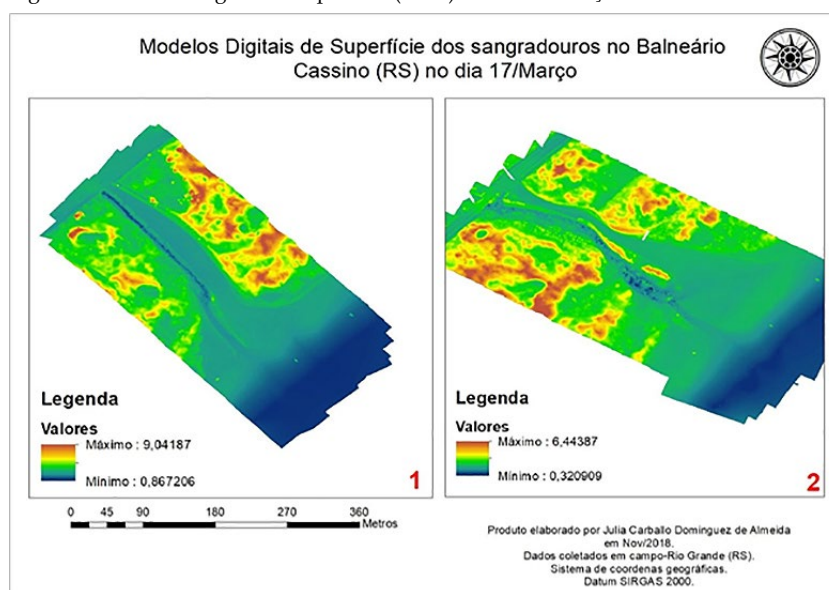 Modelos Digitais de Superfície dos sangradouros no Balneário
Cassino (RS) no dia 17/Março
Legenda
Valores
Máximo : 9,04187
Mínimo : 0,867206
1
Legenda
Valores
Máximo : 6,44387
Mínimo : 0,320909
2
0 45 90 180 270 360
Metros
Produto elaborado por Julia Carballo Dominguez de Almeida
em Nov/2018.
Dados coletados em campo-Rio Grande (RS).
Sistema de coordenas geográficas.
Datum SIRGAS 2000.